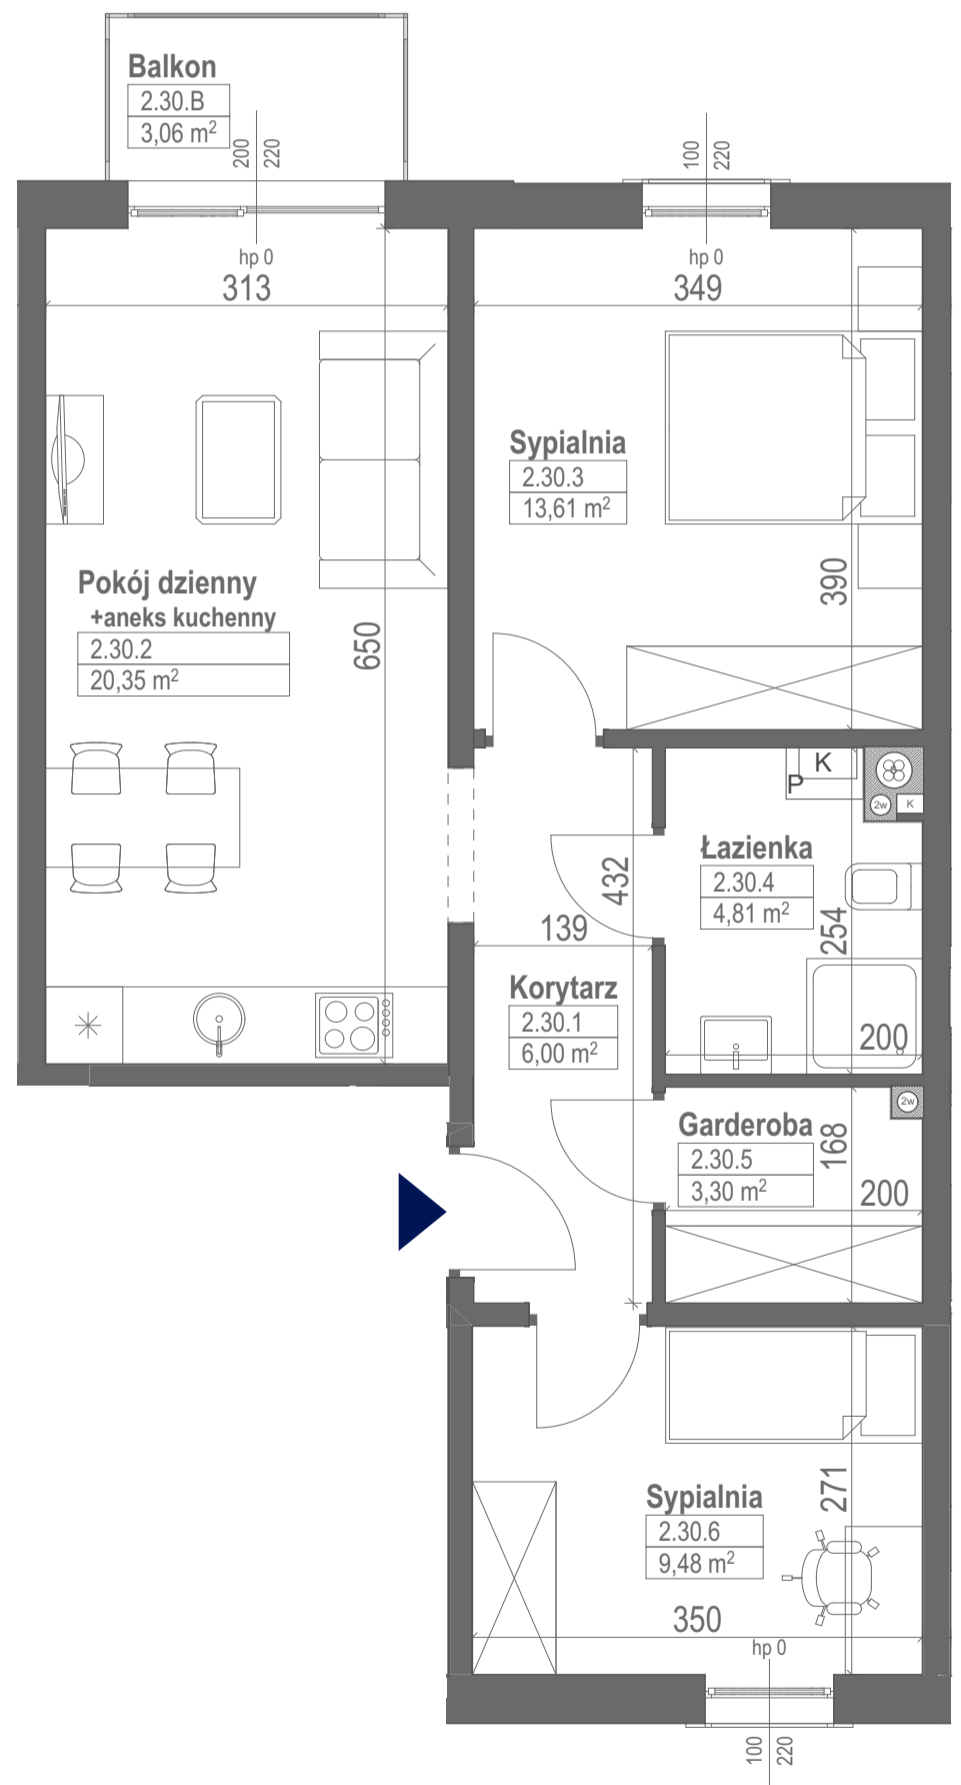 Balkon
2.30.B
3,06 m²
200
220
hp 0
313
100
220
hp 0
349
Sypialnia
2.30.3
13,61 m²
390
Pokój dzienny
+aneks kuchenny
2.30.2
20,35 m²
650
K
P
2w
K
Łazienka
2.30.4
4,81 m²
254
200
432
139
Korytarz
2.30.1
6,00 m²
2w
Garderoba
2.30.5
3,30 m²
168
200
Sypialnia
2.30.6
9,48 m²
271
350
hp 0
100
220